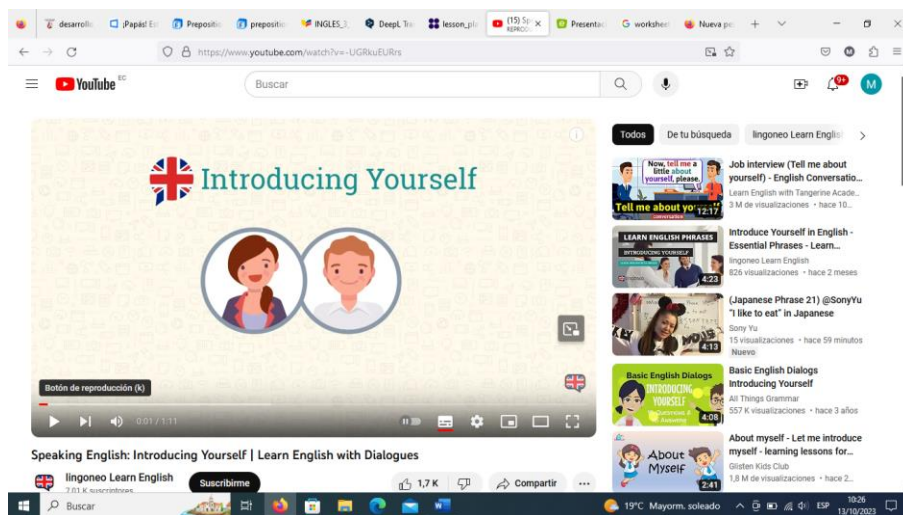 desarrollo
¡Papás! Es
Prepositio
prepositio
INGLES_3_
DeepL Tra
lesson_pla
(15) Sp
REPRODU
Presentac
worksheet
Nueva pe
https://www.youtube.com/watch?v=-UGRkuEURrs
YouTube EC
Buscar
9+
M
Introducing Yourself
Botón de reproducción (k)
0:01 / 1:11
Speaking English: Introducing Yourself | Learn English with Dialogues
lingoneo Learn English
7,01 K suscriptores
Suscribirme
1,7 K
Compartir
Todos
De tu búsqueda
lingoneo Learn Englis
Now, tell me a
little about
yourself, please.
Tell me about yo
CONVERSATION
12:17
Job interview (Tell me about
yourself) - English Conversatio...
Learn English with Tangerine Acade...
3 M de visualizaciones • hace 10...
LEARN ENGLISH PHRASES
INTRODUCING YOURSELF
4:23
Introduce Yourself in English -
Essential Phrases - Learn...
lingoneo Learn English
826 visualizaciones • hace 2 meses
4:13
(Japanese Phrase 21) @SonyYu
"I like to eat" in Japanese
Sony Yu
15 visualizaciones • hace 59 minutos
Nuevo
Basic English Dialogs
INTRODUCING
YOURSELF
4:08
Basic English Dialogs
Introducing Yourself
All Things Grammar
557 K visualizaciones • hace 3 años
About
Myself
2:41
About myself - Let me introduce
myself - learning lessons for...
Glisten Kids Club
1,8 M de visualizaciones • hace 2...
Buscar
19°C Mayorm. soleado
ESP
10:26
13/10/2023